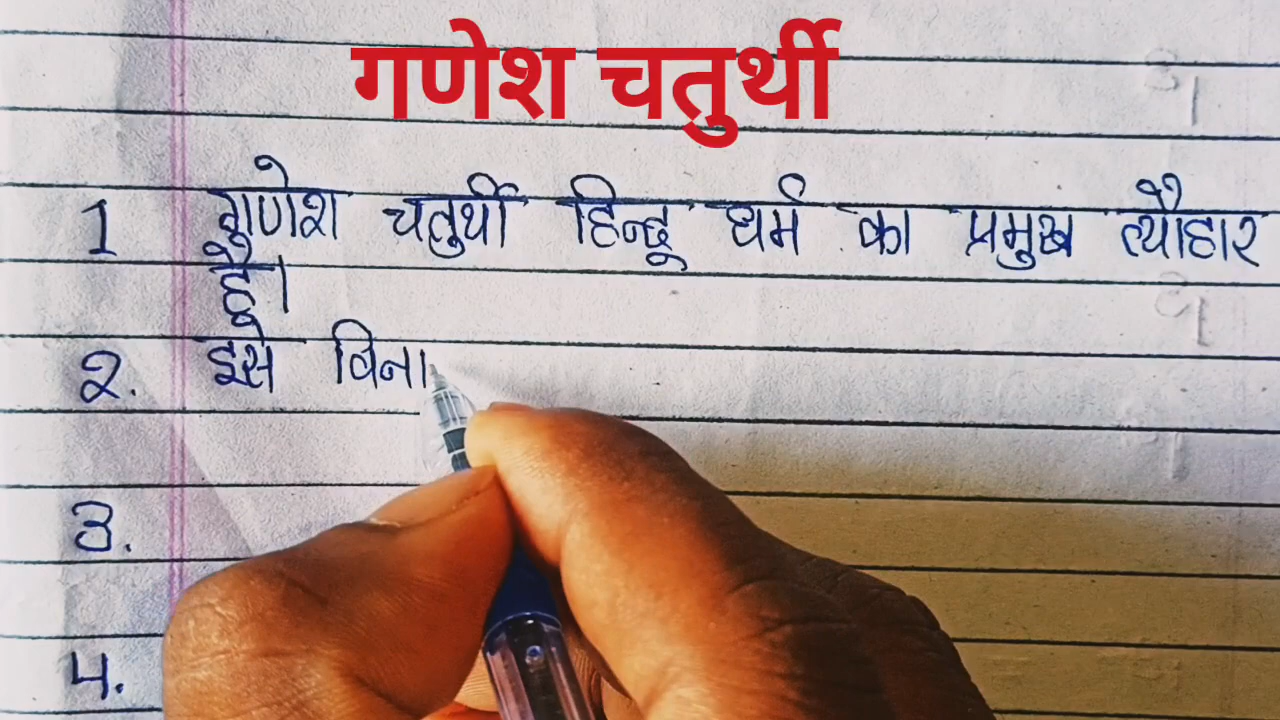 गणेश चतुर्थी
1 गणेश चतुर्थी हिन्दू धर्म का प्रमुख त्यौहार
है।
2. इसे विना
3.
4.